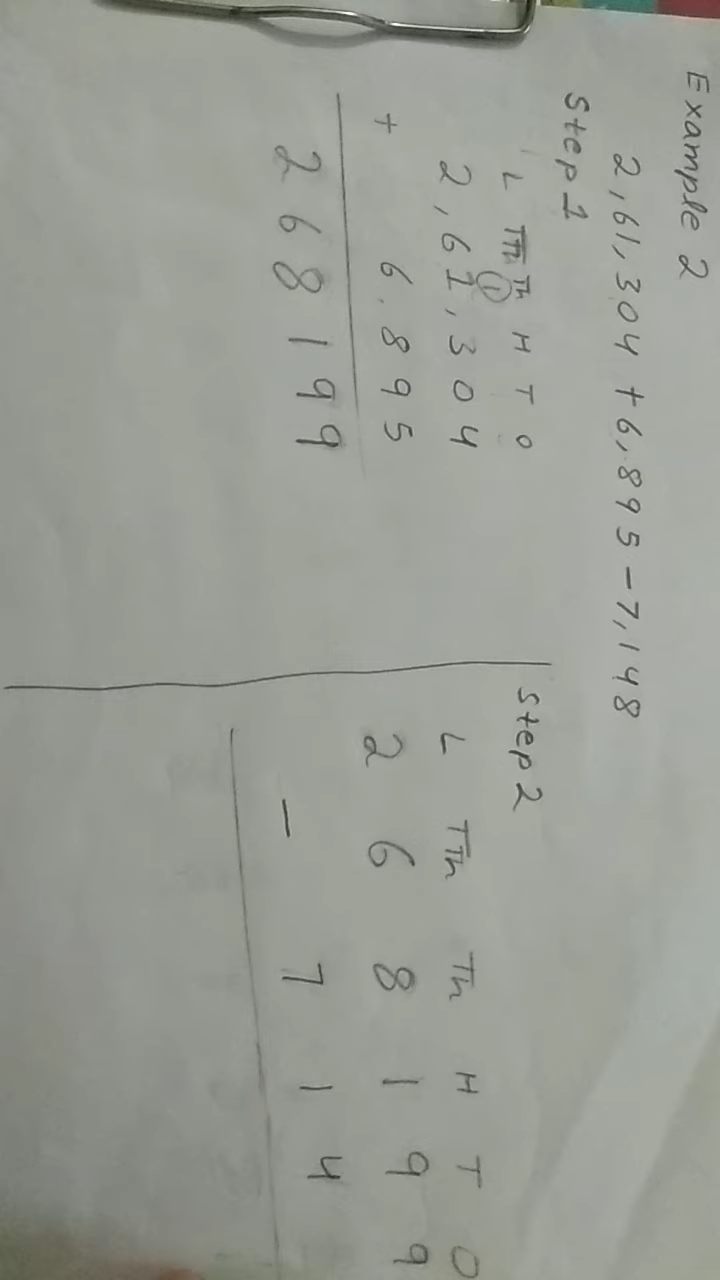 Example 2
2,61,304 + 6,895 - 7,148
Step 1
L TTh Th H T O
①
2,61,304
+ 6,895
268199
Step 2
L TTh Th H T O
2 6 8 1 9 9
- 7 1 4